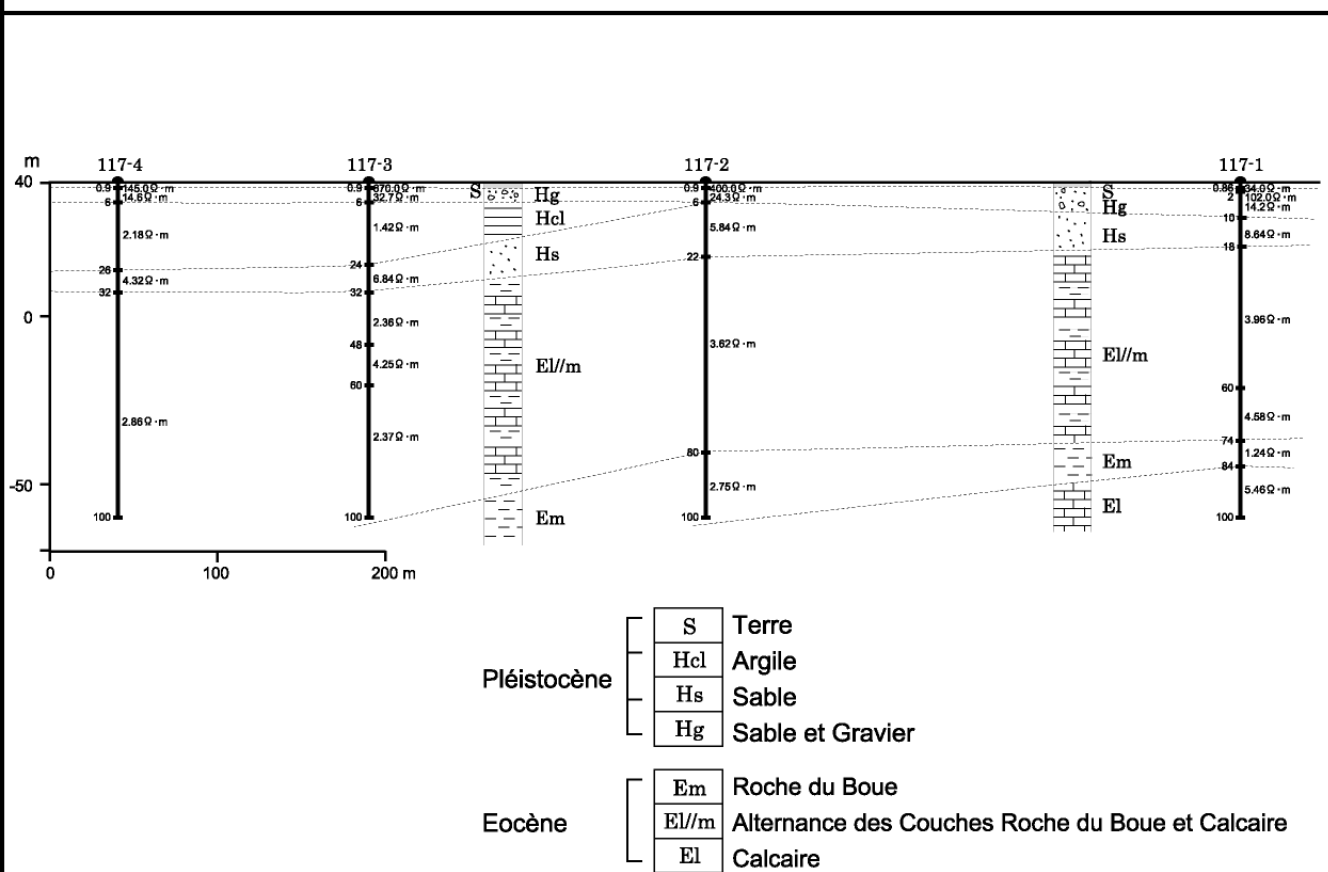 m
40
0
-50
0
100
200 m
117-4
0.9
145.0Ω·m
14.6Ω·m
6
2.18Ω·m
26
4.32Ω·m
32
2.86Ω·m
100
117-3
0.9
670.0Ω·m
32.7Ω·m
6
1.42Ω·m
24
6.84Ω·m
32
2.36Ω·m
48
4.25Ω·m
60
2.37Ω·m
100
S
Hg
Hcl
Hs
El//m
Em
117-2
0.9
400.0Ω·m
24.3Ω·m
6
5.84Ω·m
22
3.62Ω·m
80
2.75Ω·m
100
S
Hg
Hs
El//m
Em
El
117-1
0.86
34.0Ω·m
2
102.0Ω·m
14.2Ω·m
10
8.64Ω·m
18
3.96Ω·m
60
4.58Ω·m
74
1.24Ω·m
84
5.46Ω·m
100
Pléistocène
S Terre
Hcl Argile
Hs Sable
Hg Sable et Gravier
Eocène
Em Roche du Boue
El//m Alternance des Couches Roche du Boue et Calcaire
El Calcaire